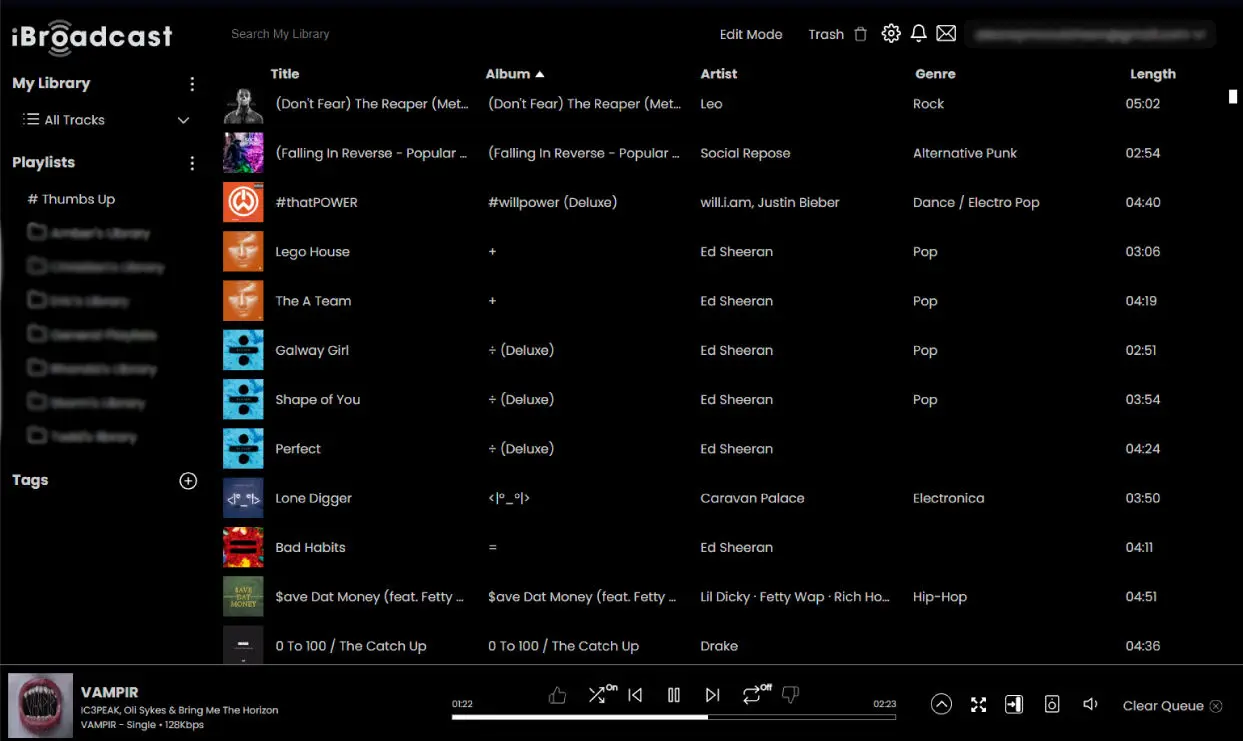 iBroadcast
Search My Library
Edit Mode
Trash
My Library
All Tracks
Playlists
# Thumbs Up
Tags
Title Album Artist Genre Length
(Don't Fear) The Reaper (Met... (Don't Fear) The Reaper (Met... Leo Rock 05:02
(Falling In Reverse - Popular ... (Falling In Reverse - Popular ... Social Repose Alternative Punk 02:54
#thatPOWER #willpower (Deluxe) will.i.am, Justin Bieber Dance / Electro Pop 04:40
Lego House + Ed Sheeran Pop 03:06
The A Team + Ed Sheeran Pop 04:19
Galway Girl ÷ (Deluxe) Ed Sheeran Pop 02:51
Shape of You ÷ (Deluxe) Ed Sheeran Pop 03:54
Perfect ÷ (Deluxe) Ed Sheeran 04:24
Lone Digger <|°_°|> Caravan Palace Electronica 03:50
Bad Habits = Ed Sheeran 04:11
$AVE DAT MONEY
$ave Dat Money (feat. Fetty ... $ave Dat Money (feat. Fetty ... Lil Dicky · Fetty Wap · Rich Ho... Hip-Hop 04:51
0 To 100 / The Catch Up 0 To 100 / The Catch Up Drake 04:36
VAMPIR
IC3PEAK, Oli Sykes & Bring Me The Horizon
VAMPIR - Single • 128Kbps
01:22
On
Off
02:23
Clear Queue